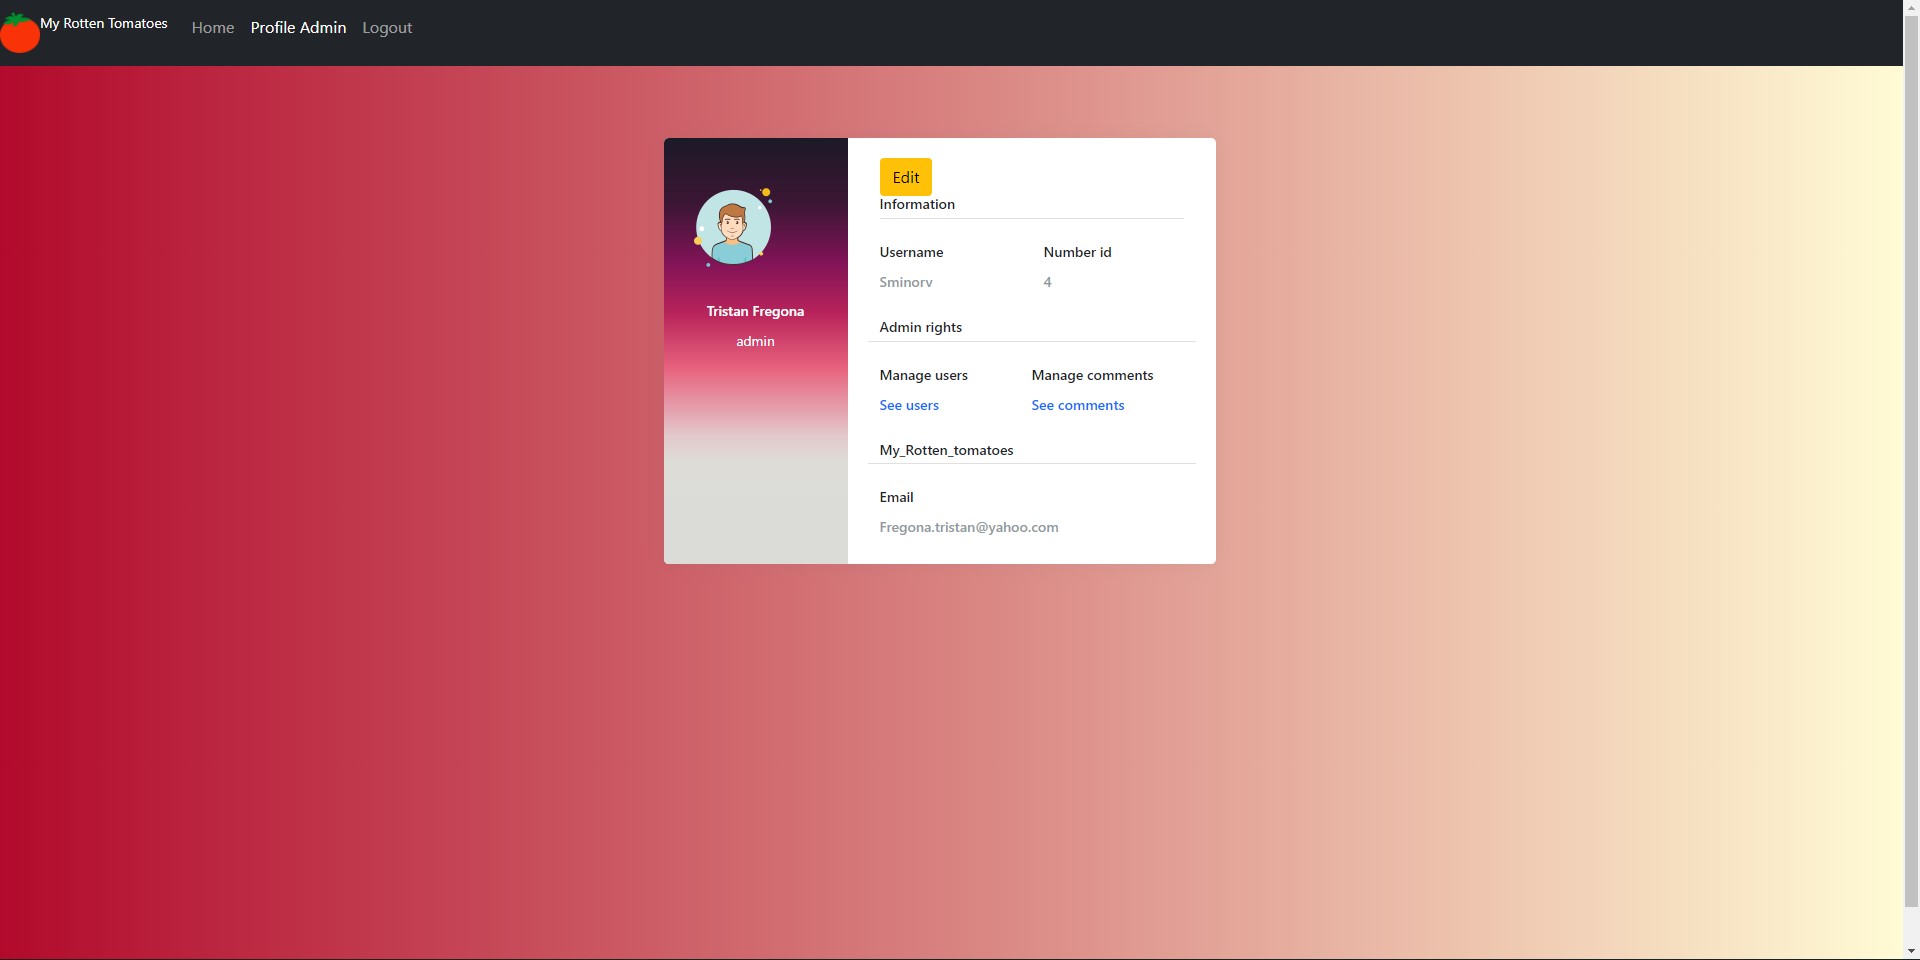 My Rotten Tomatoes Home Profile Admin Logout
Tristan Fregona
admin
Edit
Information
Username Number id
Sminorv 4
Admin rights
Manage users Manage comments
See users See comments
My_Rotten_tomatoes
Email
Fregona.tristan@yahoo.com